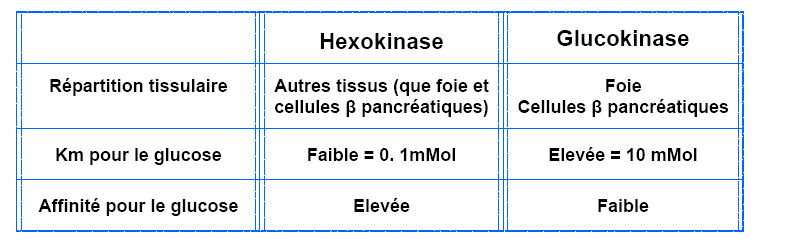 Hexokinase
Glucokinase
Répartition tissulaire
Autres tissus (que foie et
cellules β pancréatiques)
Foie
Cellules β pancréatiques
Km pour le glucose
Faible = 0. 1mMol
Elevée = 10 mMol
Affinité pour le glucose
Elevée
Faible